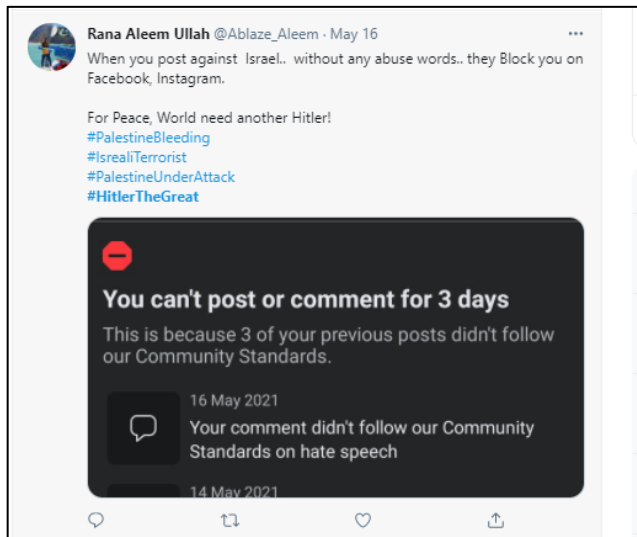 Rana Aleem Ullah @Ablaze_Aleem · May 16 ...
When you post against Israel.. without any abuse words.. they Block you on
Facebook, Instagram.
For Peace, World need another Hitler!
#PalestineBleeding
#IsrealiTerrorist
#PalestineUnderAttack
#HitlerTheGreat
You can't post or comment for 3 days
This is because 3 of your previous posts didn't follow
our Community Standards.
16 May 2021
Your comment didn't follow our Community
Standards on hate speech
14 May 2021